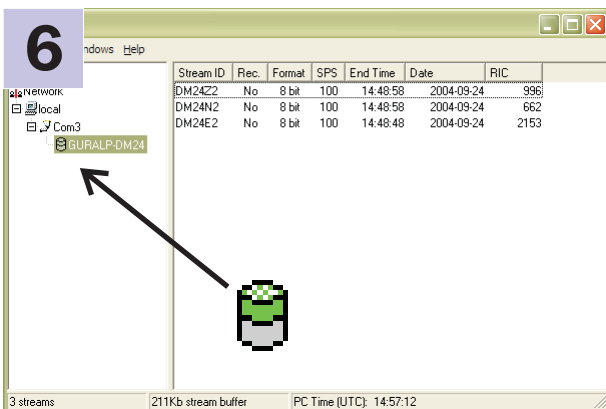 6
ndows Help
Network
local
Com3
GURALP-DM24
Stream ID Rec. Format SPS End Time Date RIC
DM24Z2 No 8 bit 100 14:48:58 2004-09-24 996
DM24N2 No 8 bit 100 14:48:58 2004-09-24 662
DM24E2 No 8 bit 100 14:48:48 2004-09-24 2153
3 streams 211Kb stream buffer PC Time (UTC): 14:57:12